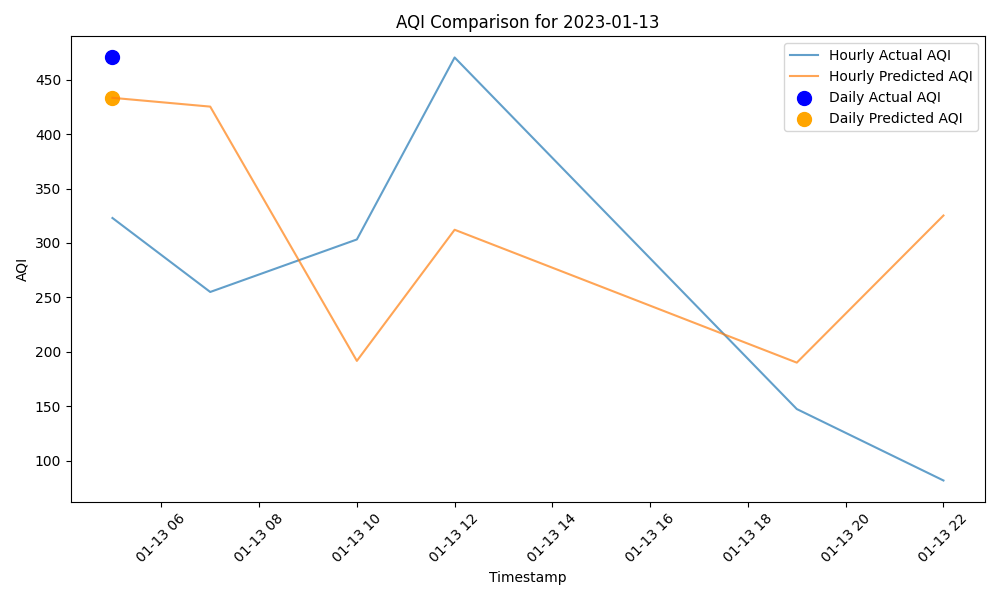 AQI Comparison for 2023-01-13
Hourly Actual AQI
Hourly Predicted AQI
Daily Actual AQI
Daily Predicted AQI
AQI
450
400
350
300
250
200
150
100
01-13 06
01-13 08
01-13 10
01-13 12
01-13 14
01-13 16
01-13 18
01-13 20
01-13 22
Timestamp